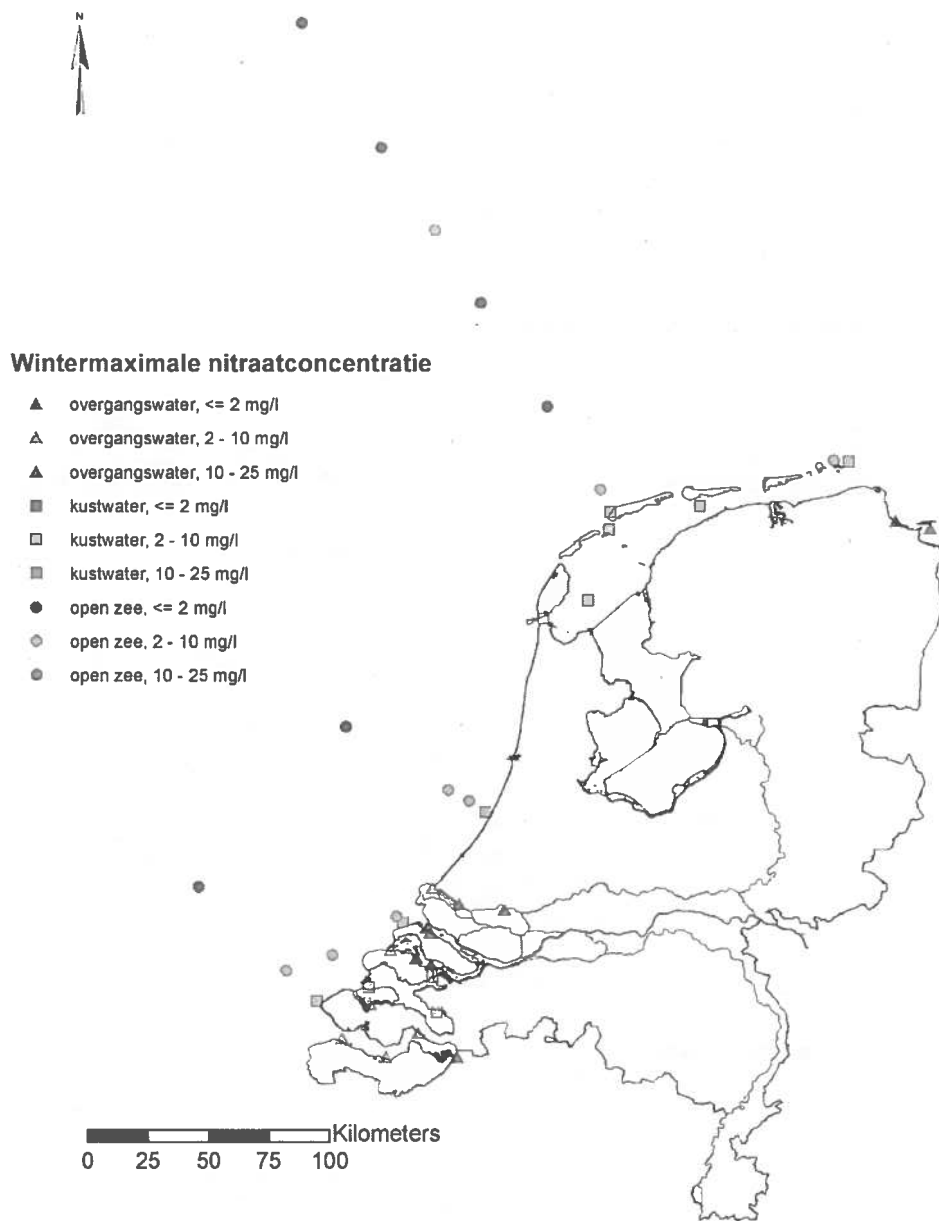 N
Wintermaximale nitraatconcentratie
overgangswater, <= 2 mg/l
overgangswater, 2 - 10 mg/l
overgangswater, 10 - 25 mg/l
kustwater, <= 2 mg/l
kustwater, 2 - 10 mg/l
kustwater, 10 - 25 mg/l
open zee, <= 2 mg/l
open zee, 2 - 10 mg/l
open zee, 10 - 25 mg/l
Kilometers
0 25 50 75 100